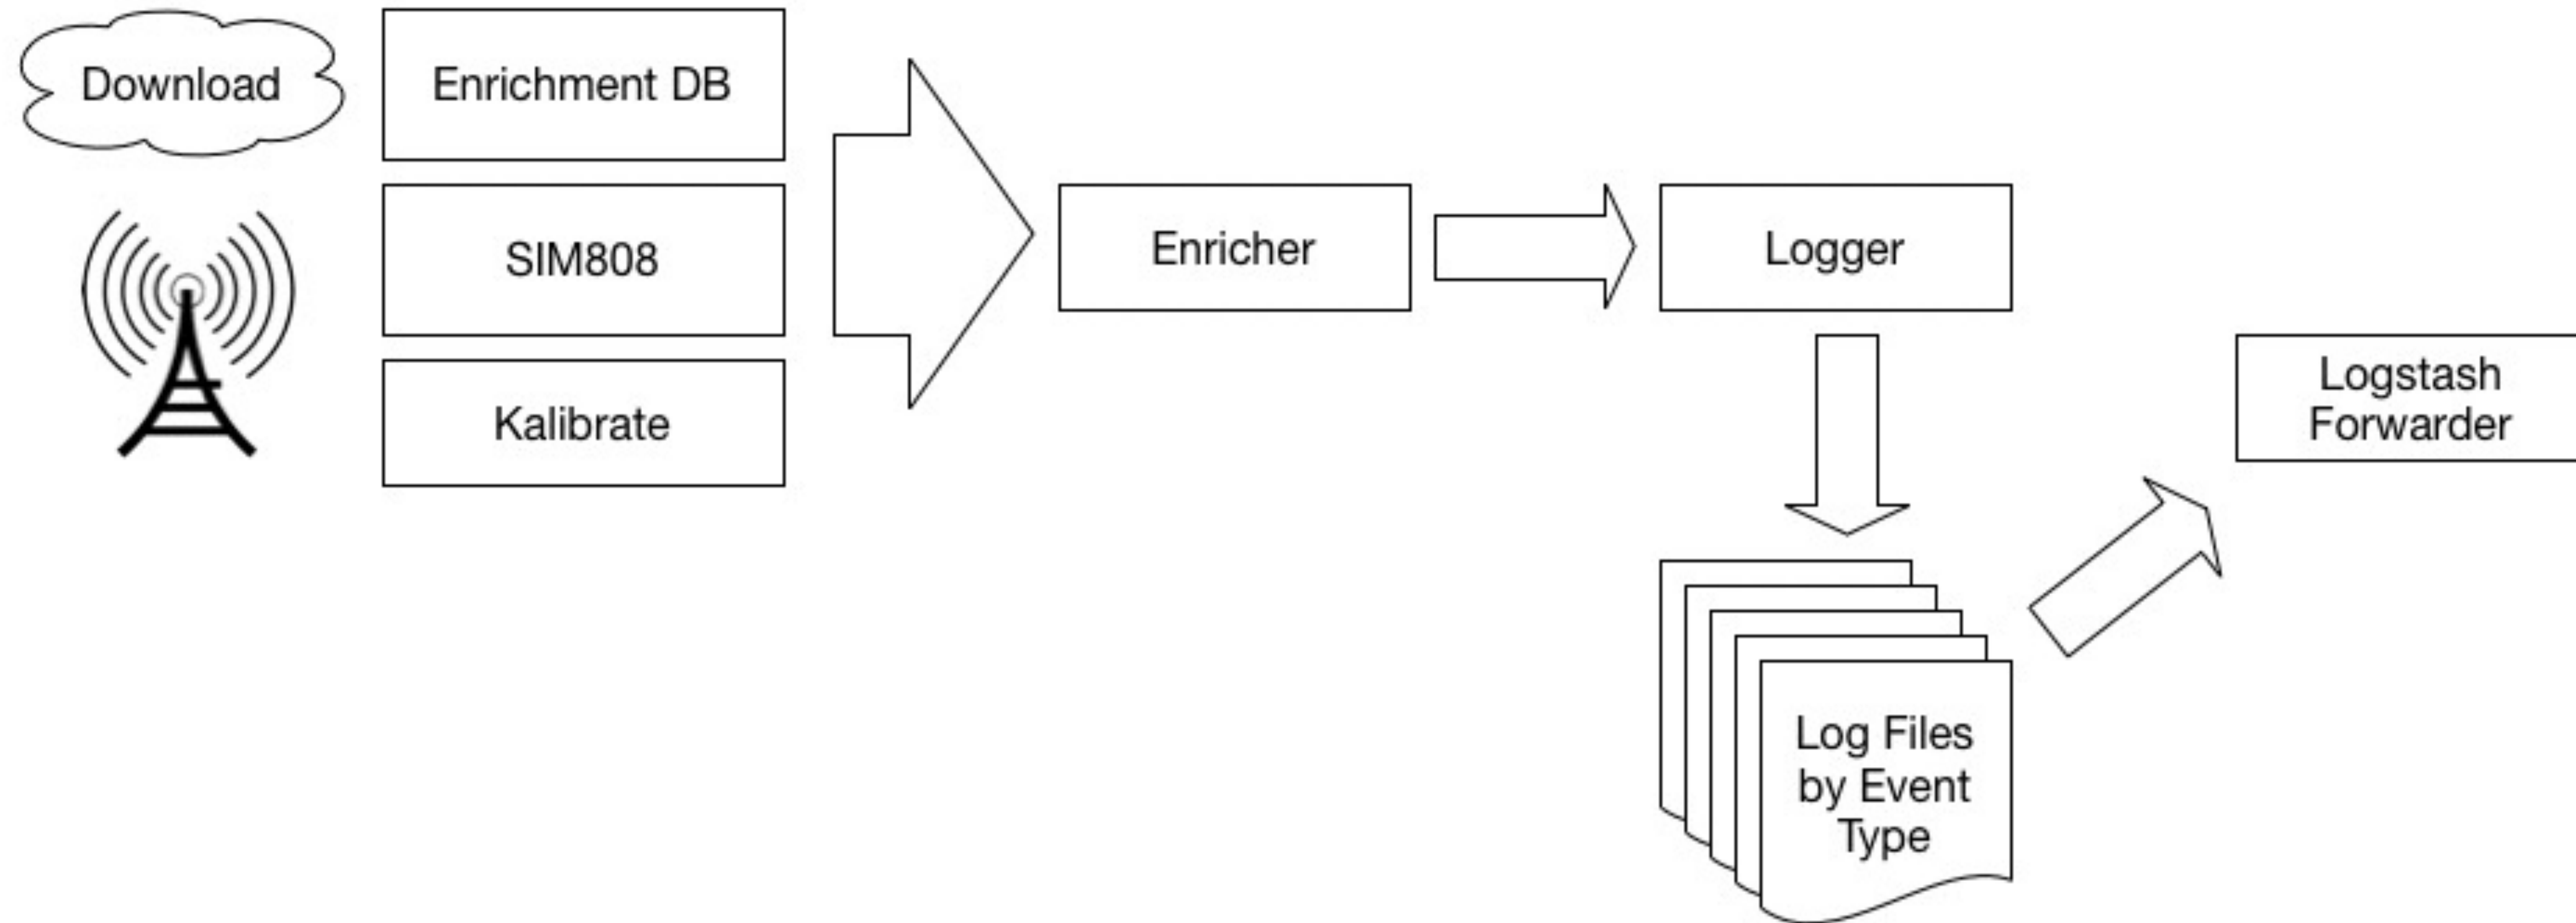 Download
Enrichment DB
SIM808
Kalibrate
Enricher
Logger
Logstash
Forwarder
Log Files
by Event
Type